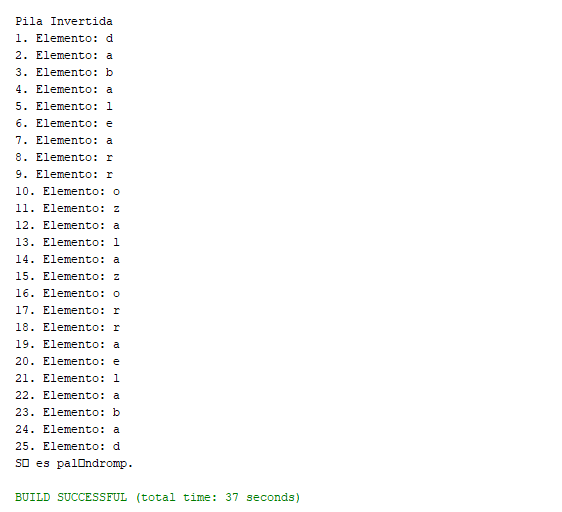 Pila Invertida
1. Elemento: d
2. Elemento: a
3. Elemento: b
4. Elemento: a
5. Elemento: l
6. Elemento: e
7. Elemento: a
8. Elemento: r
9. Elemento: r
10. Elemento: o
11. Elemento: z
12. Elemento: a
13. Elemento: l
14. Elemento: a
15. Elemento: z
16. Elemento: o
17. Elemento: r
18. Elemento: r
19. Elemento: a
20. Elemento: e
21. Elemento: l
22. Elemento: a
23. Elemento: b
24. Elemento: a
25. Elemento: d
S□ es pal□ndromp.
BUILD SUCCESSFUL (total time: 37 seconds)